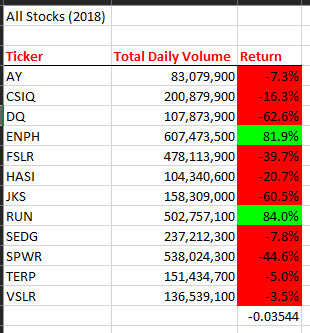 All Stocks (2018)
Ticker Total Daily Volume Return
AY 83,079,900 -7.3%
CSIQ 200,879,900 -16.3%
DQ 107,873,900 -62.6%
ENPH 607,473,500 81.9%
FSLR 478,113,900 -39.7%
HASI 104,340,600 -20.7%
JKS 158,309,000 -60.5%
RUN 502,757,100 84.0%
SEDG 237,212,300 -7.8%
SPWR 538,024,300 -44.6%
TERP 151,434,700 -5.0%
VSLR 136,539,100 -3.5%
-0.03544